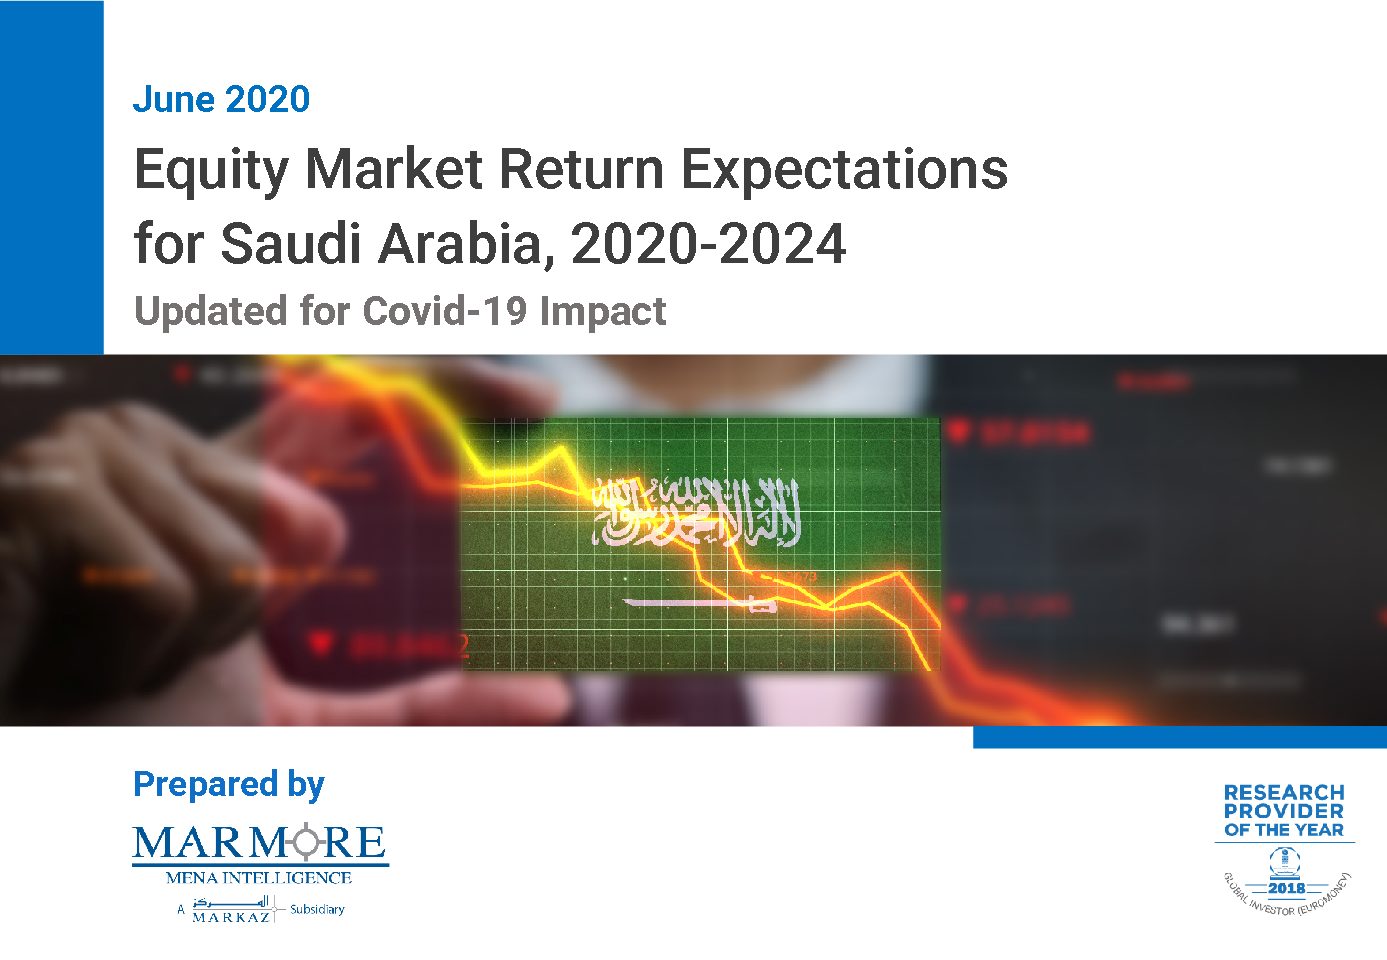 June 2020
Equity Market Return Expectations
for Saudi Arabia, 2020-2024
Updated for Covid-19 Impact
لا إله إلا الله محمد رسول الله
Prepared by
MARMORE
MENA INTELLIGENCE
A المركز MARKAZ Subsidiary
RESEARCH
PROVIDER
OF THE YEAR
2018
GLOBAL INVESTOR (EUROMONEY)